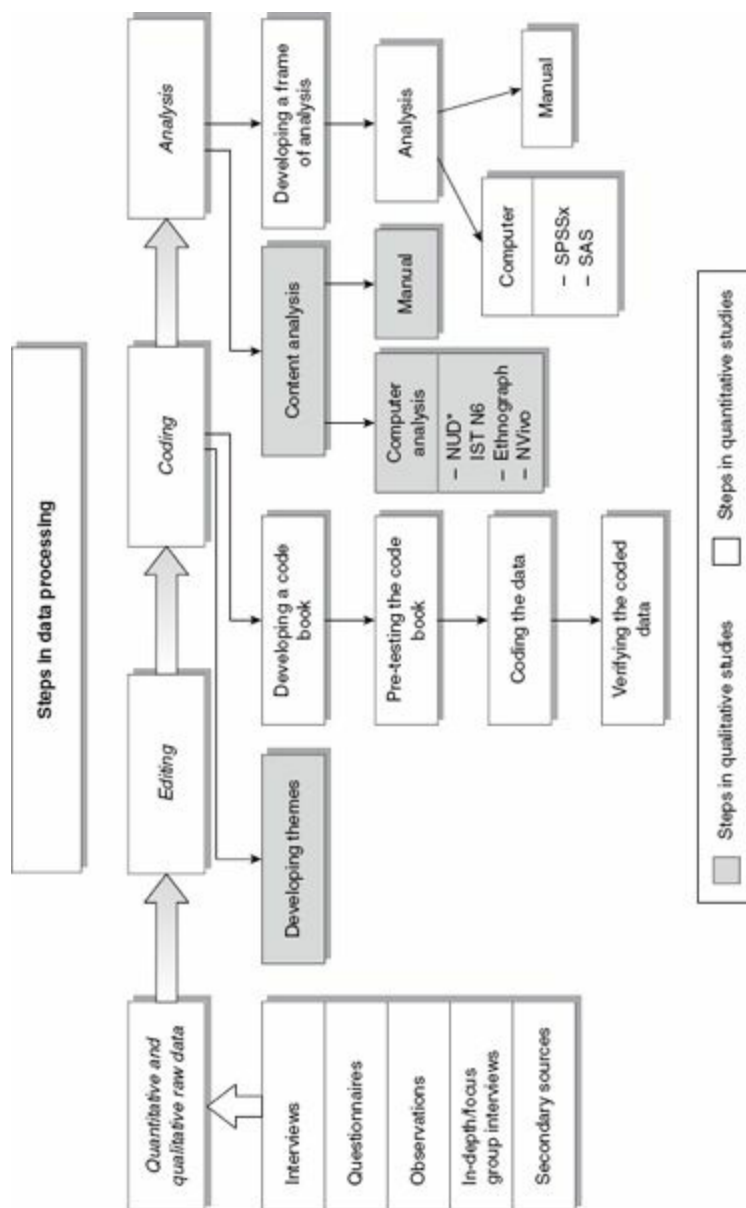 Steps in data processing
Quantitative and
qualitative raw data
Editing
Coding
Analysis
Interviews
Questionnaires
Observations
In-depth/focus
group interviews
Secondary sources
Developing themes
Developing a code
book
Pre-testing the code
book
Coding the data
Verifying the coded
data
Content analysis
Computer
analysis
– NUD*
IST N6
– Ethnograph
– NVivo
Manual
Developing a frame
of analysis
Analysis
Computer
– SPSSx
– SAS
Manual
Steps in qualitative studies
Steps in quantitative studies